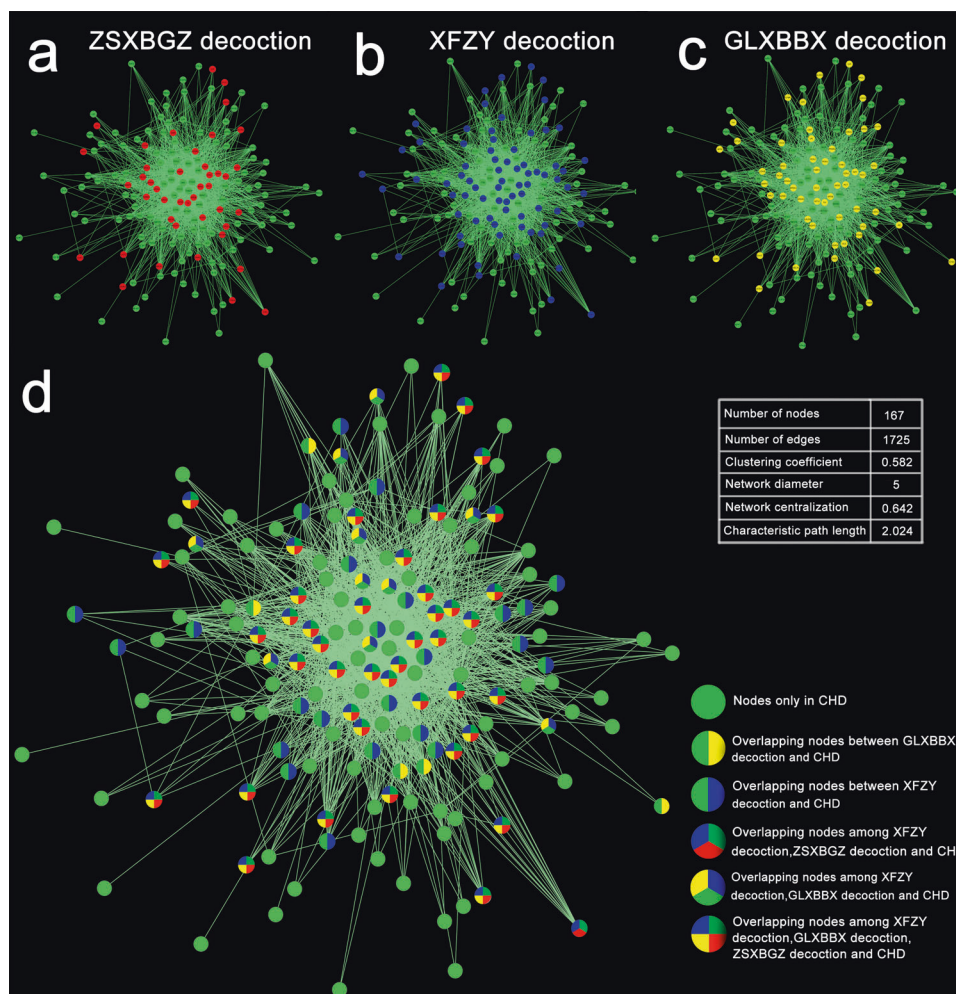 a
ZSXBGZ decoction
b
XFZY decoction
c
GLXBBX decoction
d
Number of nodes 167
Number of edges 1725
Clustering coefficient 0.582
Network diameter 5
Network centralization 0.642
Characteristic path length 2.024
Nodes only in CHD
Overlapping nodes between GLXBBX
decoction and CHD
Overlapping nodes between XFZY
decoction and CHD
Overlapping nodes among XFZY
decoction,ZSXBGZ decoction and CH
Overlapping nodes among XFZY
decoction,GLXBBX decoction and CHD
Overlapping nodes among XFZY
decoction,GLXBBX decoction,
ZSXBGZ decoction and CHD